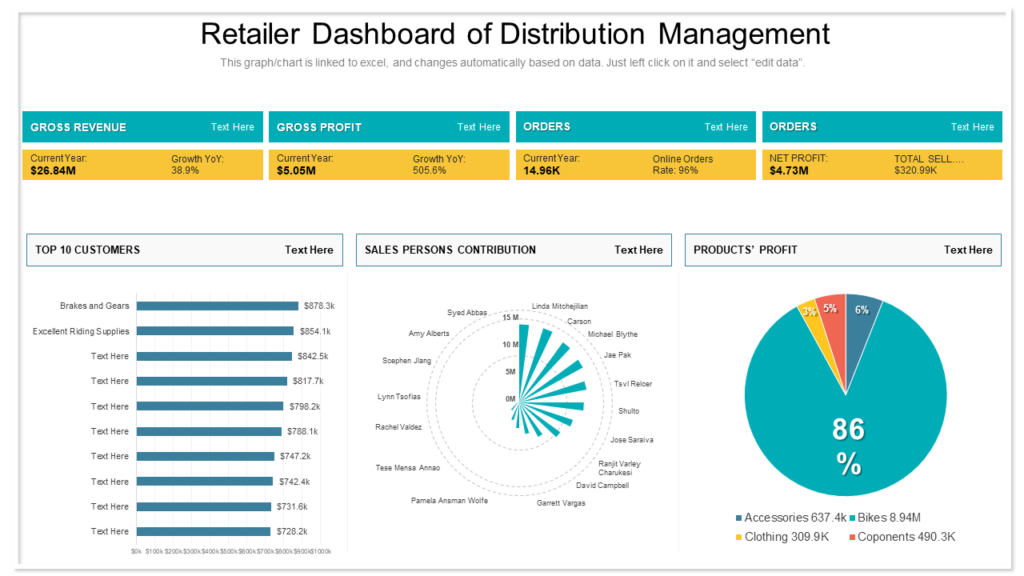 Retailer Dashboard of Distribution Management
This graph/chart is linked to excel, and changes automatically based on data. Just left click on it and select “edit data”.
GROSS REVENUE Text Here
Current Year: Growth YoY:
$26.84M 38.9%
GROSS PROFIT Text Here
Current Year: Growth YoY:
$5.05M 505.6%
ORDERS Text Here
Current Year: Online Orders
14.96K Rate: 96%
ORDERS Text Here
NET PROFIT: TOTAL SELL….
$4.73M $320.99K
TOP 10 CUSTOMERS Text Here
Brakes and Gears $878.3k
Excellent Riding Supplies $854.1k
Text Here $842.5k
Text Here $817.7k
Text Here $798.2k
Text Here $788.1k
Text Here $747.2k
Text Here $742.4k
Text Here $731.6k
Text Here $728.2k
$0k $100k $200k $300k $400k $500k $600k $700k $800k $900k $1000k
SALES PERSONS CONTRIBUTION Text Here
Linda Mitchejilian
Carson
Michael Blythe
Jae Pak
Tsvl Reloer
Shulto
Jose Saraiva
Ranjit Varley
Charukesi
David Campbell
Garrett Vargas
Pamela Ansman Wolfe
Tese Mensa Annao
Rachel Valdez
Lynn Tsofias
Scephen Jlang
Amy Alberts
Syed Abbas
15 M
10 M
5M
0M
PRODUCTS’ PROFIT Text Here
3%
5%
6%
86
%
Accessories 637.4k Bikes 8.94M
Clothing 309.9K Coponents 490.3K